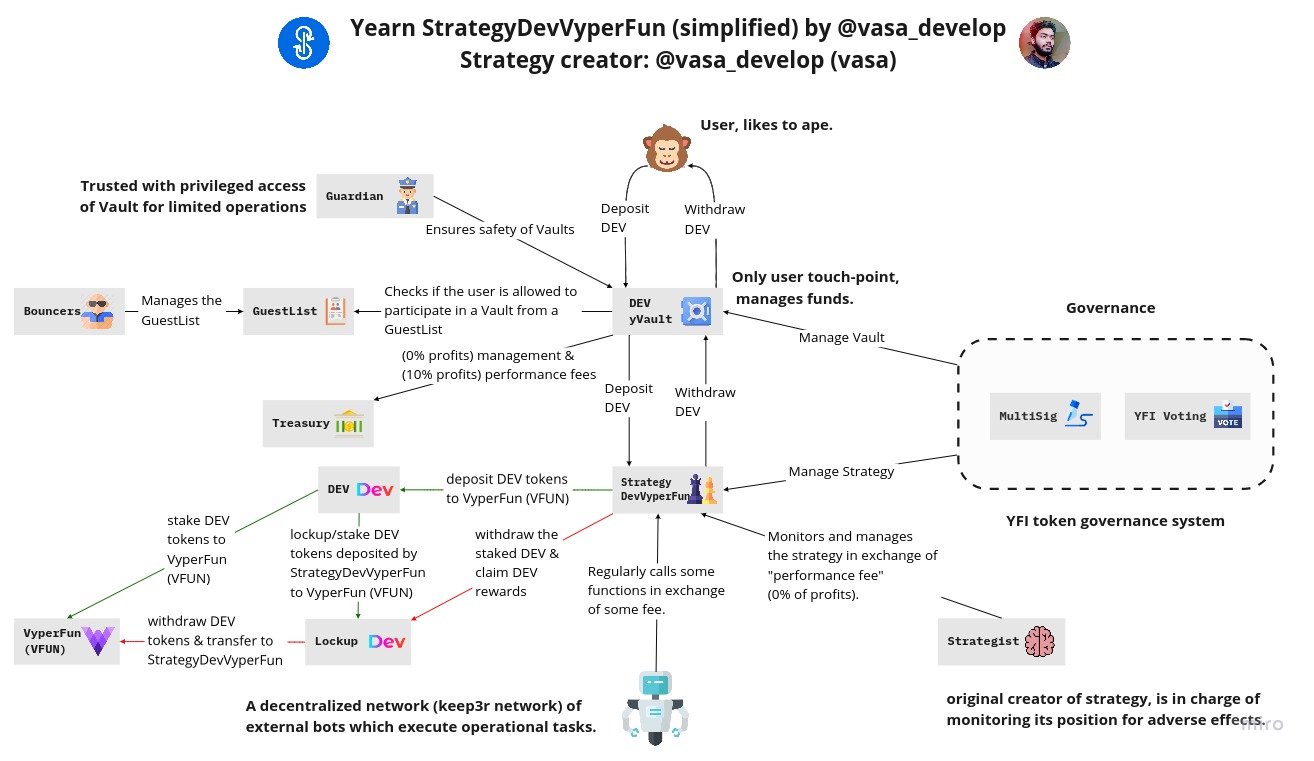 Yearn StrategyDevVyperFun (simplified) by @vasa_develop
Strategy creator: @vasa_develop (vasa)
User, likes to ape.
Trusted with privileged access
of Vault for limited operations
Guardian
Ensures safety of Vaults
Deposit
DEV
Withdraw
DEV
Only user touch-point,
manages funds.
Bouncers
Manages the
GuestList
GuestList
Checks if the user is allowed to
participate in a Vault from a
GuestList
DEV
yVault
Governance
Manage Vault
(0% profits) management &
(10% profits) performance fees
Treasury
Deposit
DEV
Withdraw
DEV
MultiSig
YFI Voting
VOTE
Manage Strategy
YFI token governance system
DEV
Dev
deposit DEV tokens
to VyperFun (VFUN)
Strategy
DevVyperFun
stake DEV
tokens to
VyperFun
(VFUN)
lockup/stake DEV
tokens deposited by
StrategyDevVyperFun
to VyperFun (VFUN)
withdraw the
staked DEV &
claim DEV
rewards
Regularly calls some
functions in exchange
of some fee.
Monitors and manages
the strategy in exchange of
"performance fee"
(0% of profits).
VyperFun
(VFUN)
withdraw DEV
tokens & transfer to
StrategyDevVyperFun
Lockup
Dev
Strategist
A decentralized network (keep3r network) of
external bots which execute operational tasks.
original creator of strategy, is in charge of
monitoring its position for adverse effects.
miro